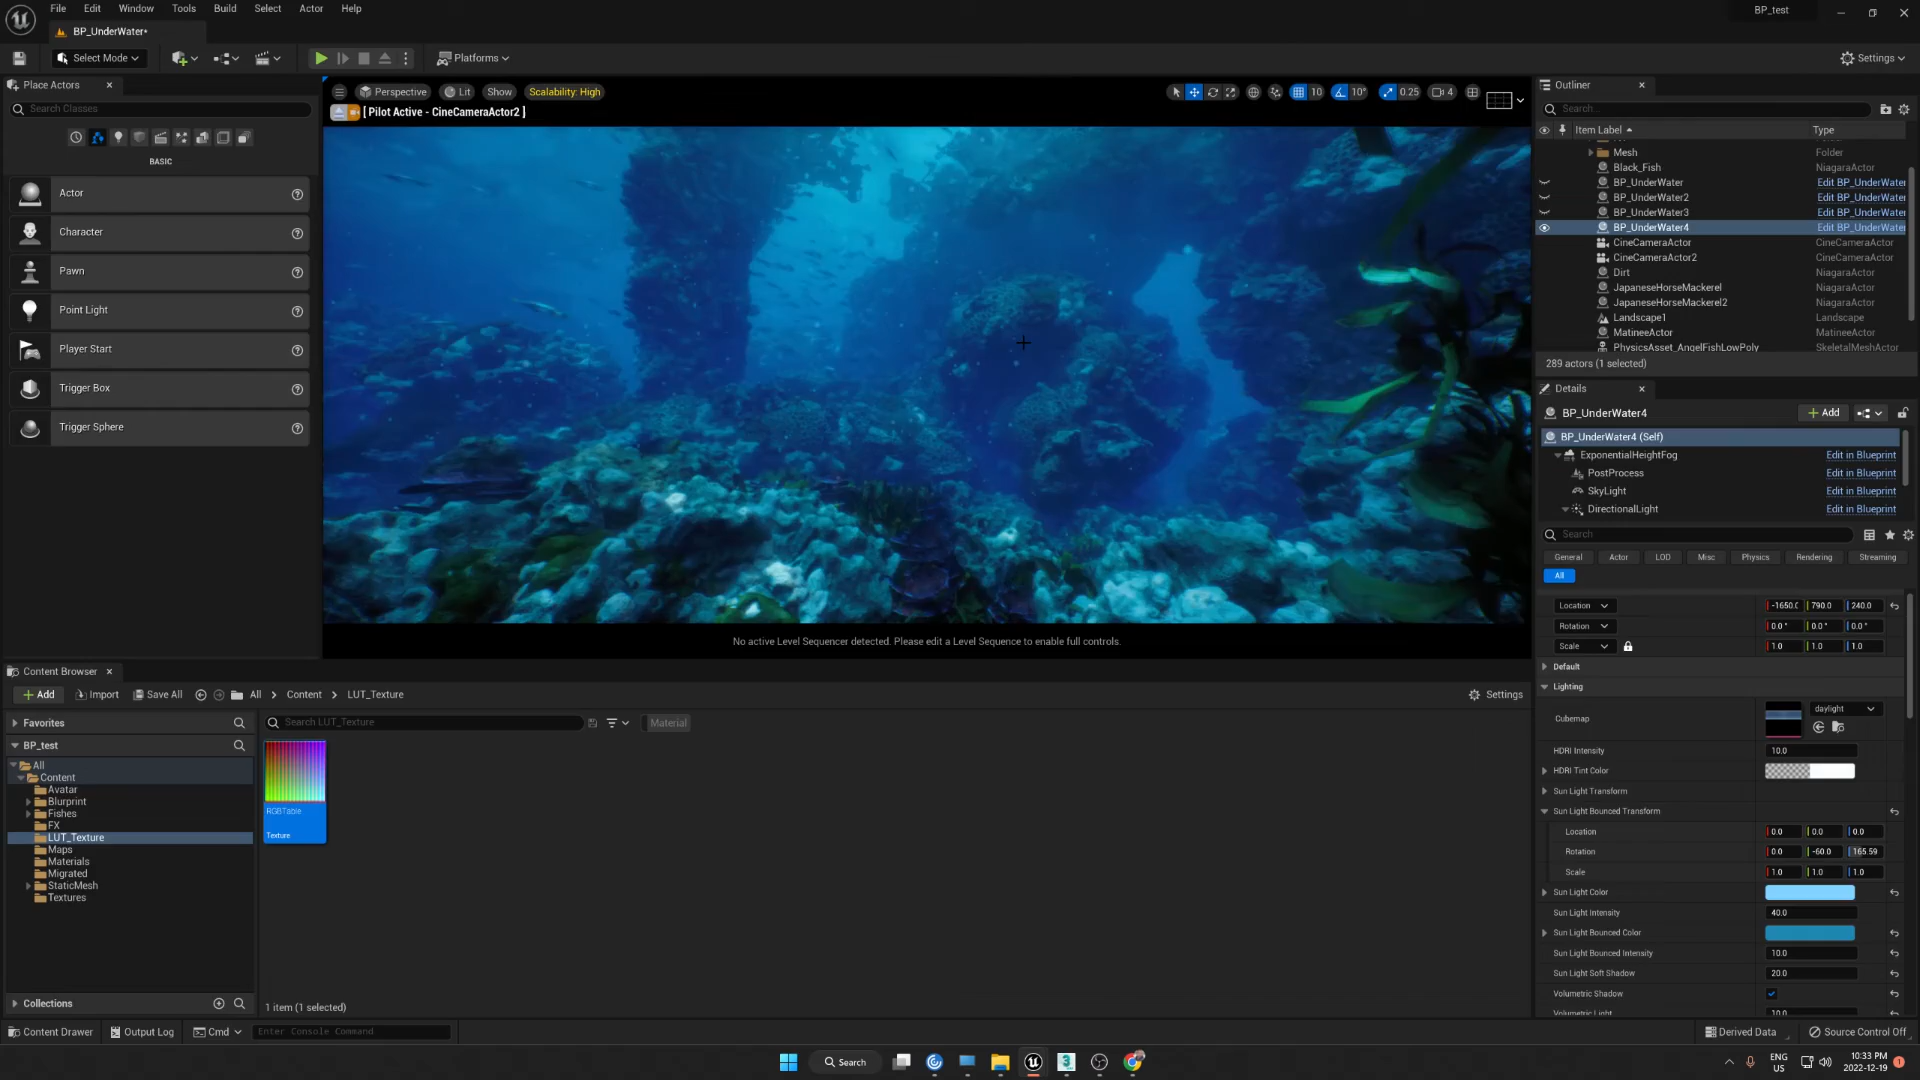 File Edit Window Tools Build Select Actor Help
BP_test
BP_UnderWater•
Select Mode
Platforms
Settings
Place Actors
Search Classes
BASIC
Actor
Character
Pawn
Point Light
Player Start
Trigger Box
Trigger Sphere
Perspective Lit Show Scalability: High
10 10° 0.25 4
[ Pilot Active - CineCameraActor2 ]
No active Level Sequencer detected. Please edit a Level Sequence to enable full controls.
Outliner
Search...
Item Label Type
Mesh Folder
Black_Fish NiagaraActor
BP_UnderWater Edit BP_UnderWater
BP_UnderWater2 Edit BP_UnderWater
BP_UnderWater3 Edit BP_UnderWater
BP_UnderWater4 Edit BP_UnderWater
CineCameraActor CineCameraActor
CineCameraActor2 CineCameraActor
Dirt NiagaraActor
JapaneseHorseMackerel NiagaraActor
JapaneseHorseMackerel2 NiagaraActor
Landscape1 Landscape
MatineeActor MatineeActor
PhysicsAsset_AngelFishLowPoly SkeletalMeshActor
289 actors (1 selected)
Details
BP_UnderWater4
Add
BP_UnderWater4 (Self)
ExponentialHeightFog Edit in Blueprint
PostProcess Edit in Blueprint
SkyLight Edit in Blueprint
DirectionalLight Edit in Blueprint
Search
General Actor LOD Misc Physics Rendering Streaming
All
Location -1650.0 790.0 240.0
Rotation 0.0 ° 0.0 ° 0.0 °
Scale 1.0 1.0 1.0
Default
Lighting
Cubemap daylight
HDRI Intensity 10.0
HDRI Tint Color
Sun Light Transform
Sun Light Bounced Transform
Location 0.0 0.0 0.0
Rotation 0.0 -60.0 165.59
Scale 1.0 1.0 1.0
Sun Light Color
Sun Light Intensity 40.0
Sun Light Bounced Color
Sun Light Bounced Intensity 10.0
Sun Light Soft Shadow 20.0
Volumetric Shadow
Volumetric Light 10.0
Content Browser
Add Import Save All All Content LUT_Texture
Settings
Favorites
BP_test
All
Content
Avatar
Blurprint
Fishes
FX
LUT_Texture
Maps
Materials
Migrated
StaticMesh
Textures
Collections
Search LUT_Texture
Material
RGBTable
Texture
1 item (1 selected)
Content Drawer Output Log Cmd Enter Console Command
Derived Data Source Control Off
Search
ENG
US
10:33 PM
2022-12-19
1